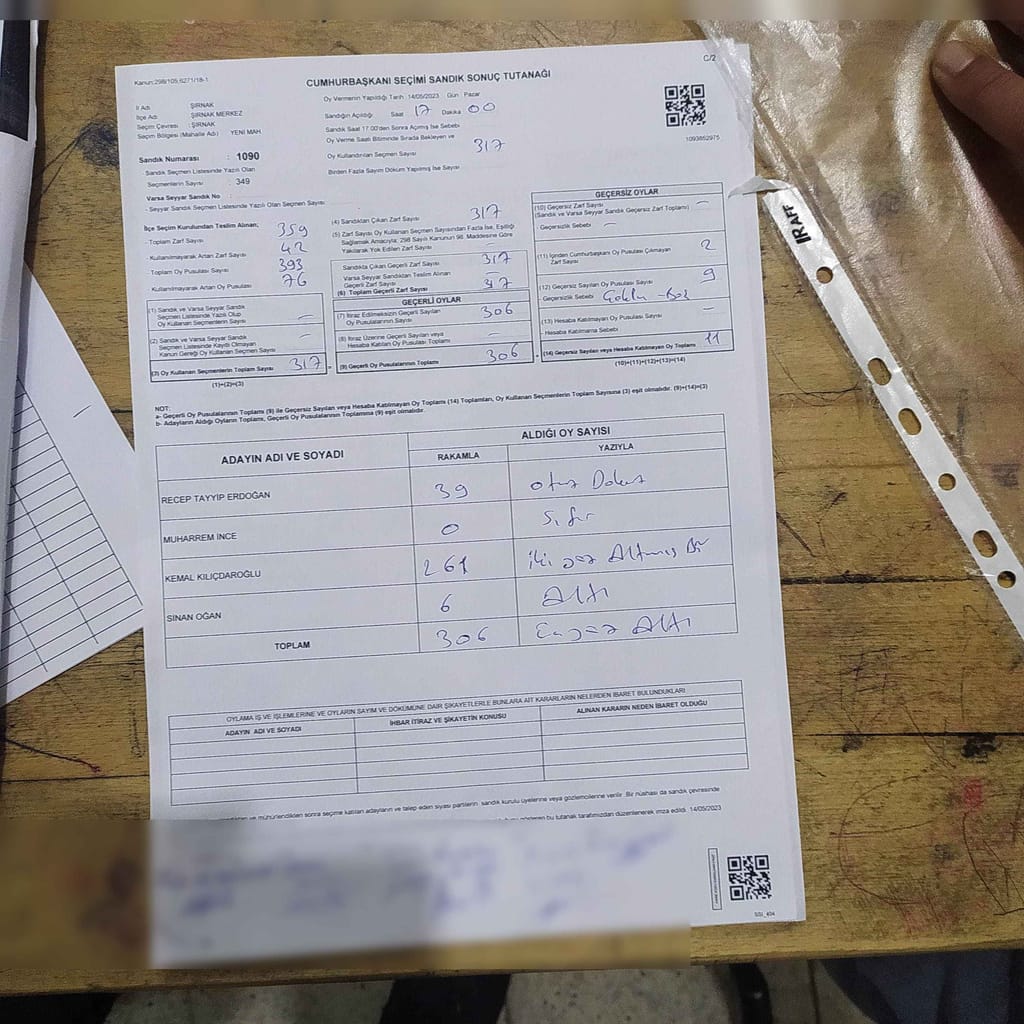 C/2
Kanun:298/105;6271/18-1
CUMHURBAŞKANI SEÇİMİ SANDIK SONUÇ TUTANAĞI
İl Adı ŞIRNAK
İlçe Adı ŞIRNAK MERKEZ
Seçim Çevresi : ŞIRNAK
Seçim Bölgesi (Mahalle Adı) YENİ MAH.
Sandık Numarası : 1090
Sandık Seçmen Listesinde Yazılı Olan
Seçmenlerin Sayısı : 349
Oy Vermenin Yapıldığı Tarih : 14/05/2023 Gün : Pazar
Sandığın Açıldığı Saat 17 Dakika 00
Sandık Saat 17:00'den Sonra Açılmış İse Sebebi
Oy Verme Saati Bitiminde Sırada Bekleyen ve
Oy Kullandırılan Seçmen Sayısı 317
Birden Fazla Sayım Döküm Yapılmış İse Sayısı
1093852975
Varsa Seyyar Sandık No
- Seyyar Sandık Seçmen Listesinde Yazılı Olan Seçmen Sayısı
İlçe Seçim Kurulundan Teslim Alınan;
- Toplam Zarf Sayısı 359
- Kullanılmayarak Artan Zarf Sayısı 42
- Toplam Oy Pusulası Sayısı 393
- Kullanılmayarak Artan Oy Pusulası 76
(1) Sandık ve Varsa Seyyar Sandık
Seçmen Listesinde Yazılı Olup
Oy Kullanan Seçmenlerin Sayısı —
(2) Sandık ve Varsa Seyyar Sandık
Seçmen Listesinde Kayıtlı Olmayan
Kanun Gereği Oy Kullanan Seçmen Sayısı —
(3) Oy Kullanan Seçmenlerin Toplam Sayısı 317
(1)+(2)=(3)
(4) Sandıktan Çıkan Zarf Sayısı 317
(5) Zarf Sayısı Oy Kullanan Seçmen Sayısından Fazla İse, Eşitliği
Sağlamak Amacıyla; 298 Sayılı Kanunun 98. Maddesine Göre
Yakılarak Yok Edilen Zarf Sayısı
Sandıkta Çıkan Geçerli Zarf Sayısı 317
Varsa Seyyar Sandıktan Teslim Alınan
Geçerli Zarf Sayısı —
(6) Toplam Geçerli Zarf Sayısı 317
GEÇERLİ OYLAR
(7) İtiraz Edilmeksizin Geçerli Sayılan
Oy Pusulalarının Sayısı 306
(8) İtiraz Üzerine Geçerli Sayılan veya
Hesaba Katılan Oy Pusulası Toplamı —
(9) Geçerli Oy Pusulalarının Toplamı 306
GEÇERSİZ OYLAR
(10) Geçersiz Zarf Sayısı —
(Sandık ve Varsa Seyyar Sandık Geçersiz Zarf Toplamı)
Geçersizlik Sebebi —
(11) İçinden Cumhurbaşkanı Oy Pusulası Çıkmayan
Zarf Sayısı 2
(12) Geçersiz Sayılan Oy Pusulası Sayısı 9
Geçersizlik Sebebi
(13) Hesaba Katılmayan Oy Pusulası Sayısı —
- Hesaba Katılmama Sebebi
(14) Geçersiz Sayılan veya Hesaba Katılmayan Oy Toplamı 11
(10)+(11)+(12)+(13)=(14)
NOT:
a- Geçerli Oy Pusulalarının Toplamı (9) ile Geçersiz Sayılan veya Hesaba Katılmayan Oy Toplamı (14) Toplamları, Oy Kullanan Seçmenlerin Toplam Sayısına (3) eşit olmalıdır. (9)+(14)=(3)
b- Adayların Aldığı Oyların Toplamı, Geçerli Oy Pusulalarının Toplamına (9) eşit olmalıdır.
ADAYIN ADI VE SOYADI ALDIĞI OY SAYISI
RAKAMLA YAZIYLA
RECEP TAYYİP ERDOĞAN 39 otuz Dokuz
MUHARREM İNCE 0 Sıfır
KEMAL KILIÇDAROĞLU 261 iki yüz Altmış Bir
SİNAN OĞAN 6 Altı
TOPLAM 306 Altı
OYLAMA İŞ VE İŞLEMLERİNE VE OYLARIN SAYIM VE DÖKÜMÜNE DAİR ŞİKAYETLERLE BUNLARA AİT KARARLARIN NELERDEN İBARET BULUNDUKLARI
ADAYIN ADI VE SOYADI İHBAR İTİRAZ VE ŞİKAYETİN KONUSU ALINAN KARARIN NEDEN İBARET OLDUĞU
ve mühürlendikten sonra seçime katılan adayların ve talep eden siyasi partilerin sandık kurulu üyelerine veya gözlemcilerine verilir. Bir nüshası da sandık çevresinde
bu tutanak tarafımızdan düzenlenerek imza edildi. 14/05/2023
IRAFF